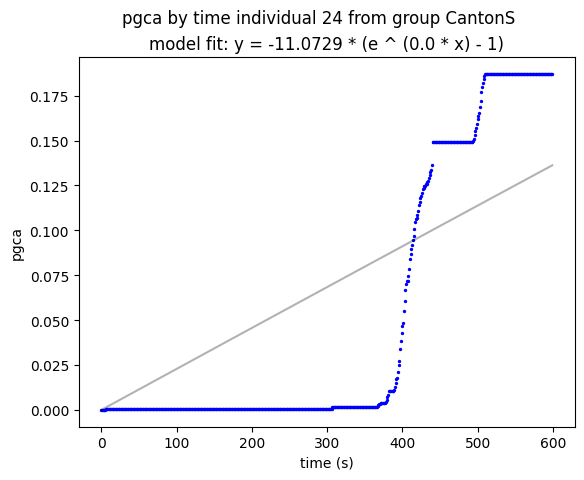 pgca by time individual 24 from group CantonS
model fit: y = -11.0729 * (e ^ (0.0 * x) - 1)
0.175
0.150
0.125
0.100
0.075
0.050
0.025
0.000
pgca
0 100 200 300 400 500 600
time (s)